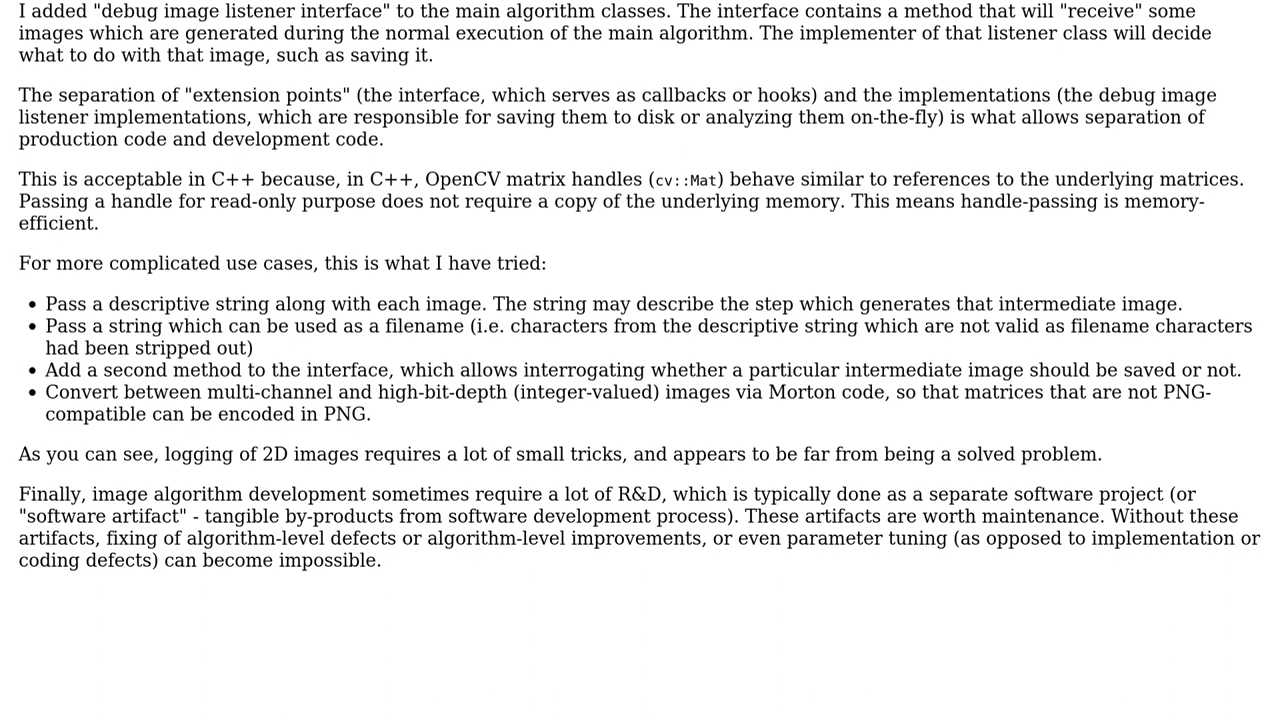 I added "debug image listener interface" to the main algorithm classes. The interface contains a method that will "receive" some
images which are generated during the normal execution of the main algorithm. The implementer of that listener class will decide
what to do with that image, such as saving it.
The separation of "extension points" (the interface, which serves as callbacks or hooks) and the implementations (the debug image
listener implementations, which are responsible for saving them to disk or analyzing them on-the-fly) is what allows separation of
production code and development code.
This is acceptable in C++ because, in C++, OpenCV matrix handles (cv::Mat) behave similar to references to the underlying matrices.
Passing a handle for read-only purpose does not require a copy of the underlying memory. This means handle-passing is memory-
efficient.
For more complicated use cases, this is what I have tried:
• Pass a descriptive string along with each image. The string may describe the step which generates that intermediate image.
• Pass a string which can be used as a filename (i.e. characters from the descriptive string which are not valid as filename characters
had been stripped out)
• Add a second method to the interface, which allows interrogating whether a particular intermediate image should be saved or not.
• Convert between multi-channel and high-bit-depth (integer-valued) images via Morton code, so that matrices that are not PNG-
compatible can be encoded in PNG.
As you can see, logging of 2D images requires a lot of small tricks, and appears to be far from being a solved problem.
Finally, image algorithm development sometimes require a lot of R&D, which is typically done as a separate software project (or
"software artifact" - tangible by-products from software development process). These artifacts are worth maintenance. Without these
artifacts, fixing of algorithm-level defects or algorithm-level improvements, or even parameter tuning (as opposed to implementation or
coding defects) can become impossible.